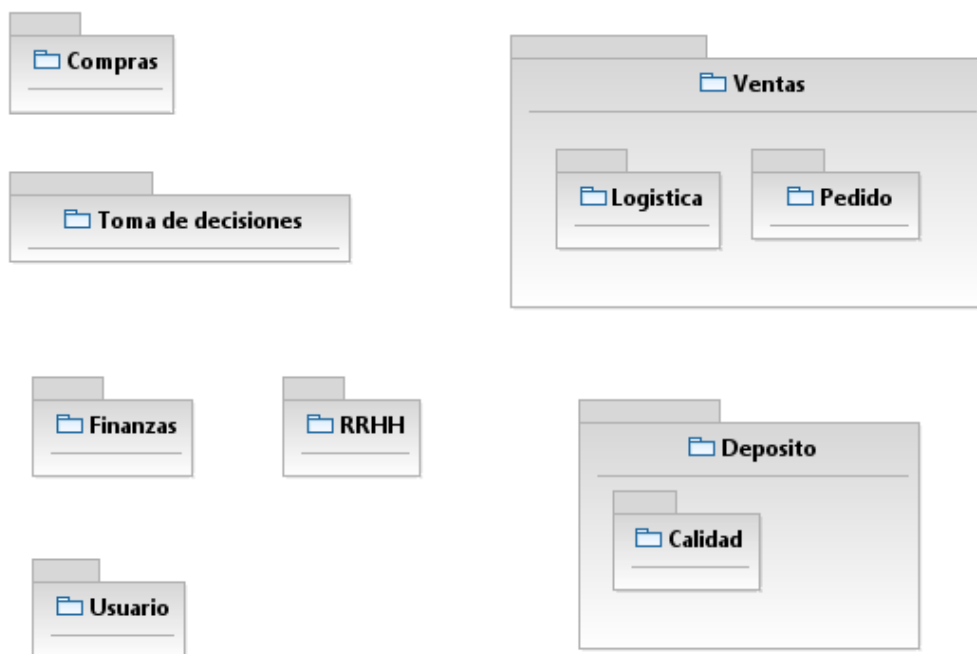 Compras
Ventas
Logistica
Pedido
Toma de decisiones
Finanzas
RRHH
Deposito
Calidad
Usuario